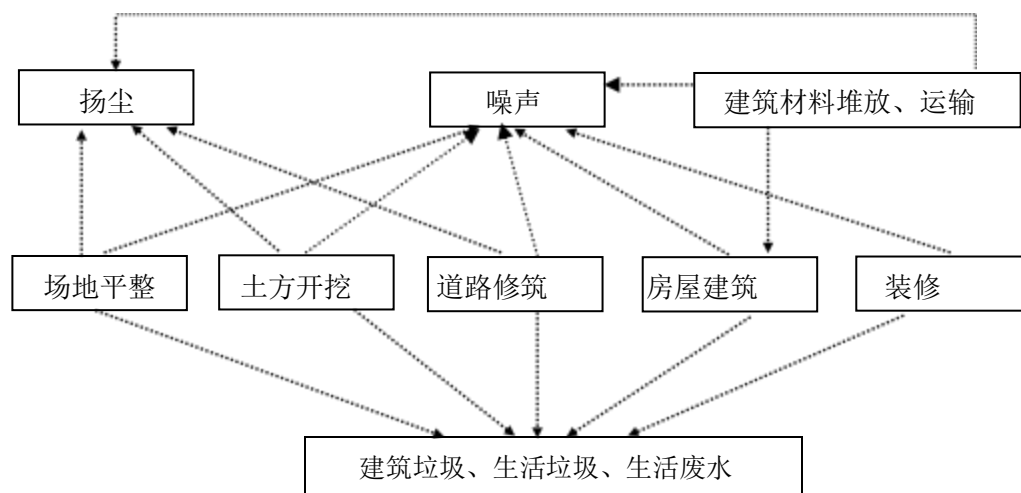 扬尘
噪声
建筑材料堆放、运输
场地平整
土方开挖
道路修筑
房屋建筑
装修
建筑垃圾、生活垃圾、生活废水